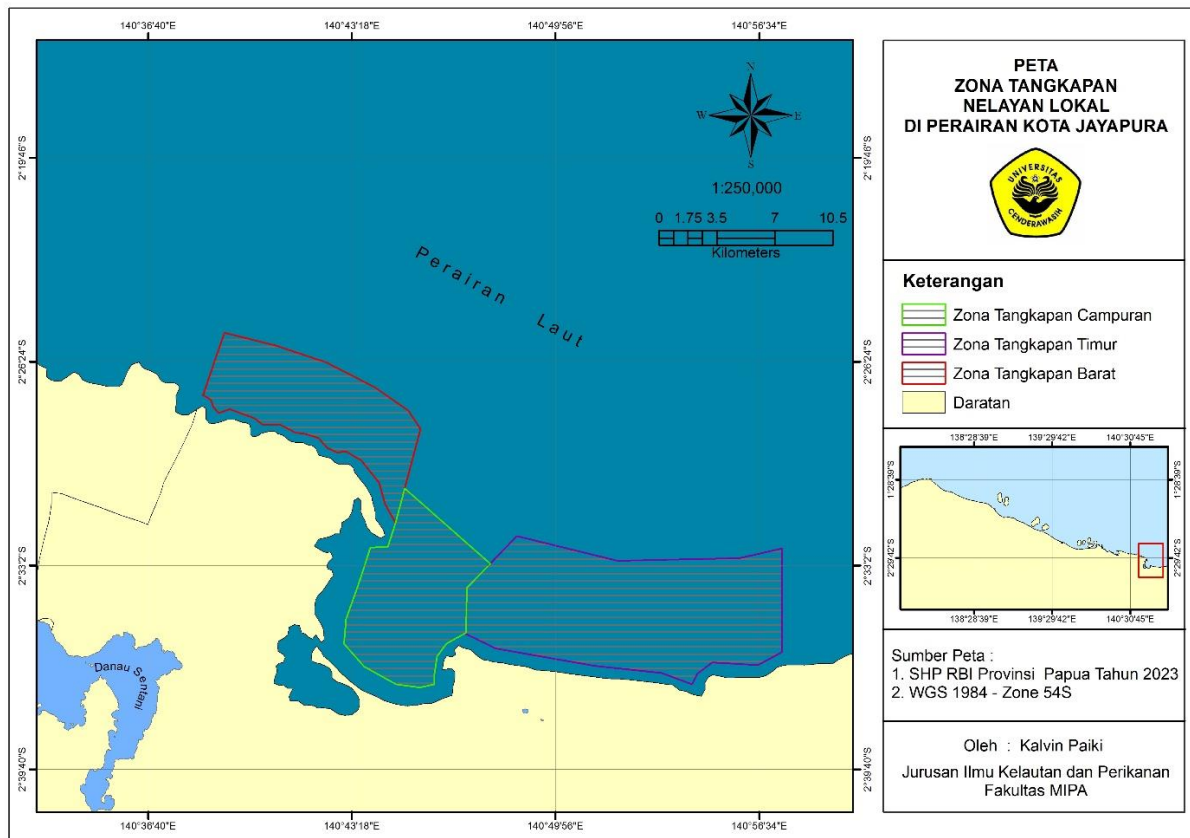 140°36'40"E 140°43'18"E 140°49'56"E 140°56'34"E
2°19'46"S 2°19'46"S
2°26'24"S 2°26'24"S
2°33'2"S 2°33'2"S
2°39'40"S 2°39'40"S
140°36'40"E 140°43'18"E 140°49'56"E 140°56'34"E
N
W E
S
1:250,000
0 1.75 3.5 7 10.5
Kilometers
Perairan Laut
Danau Sentani
PETA
ZONA TANGKAPAN
NELAYAN LOKAL
DI PERAIRAN KOTA JAYAPURA
UNIVERSITAS
CENDERAWASIH
Keterangan
Zona Tangkapan Campuran
Zona Tangkapan Timur
Zona Tangkapan Barat
Daratan
138°28'39"E 139°29'42"E 140°30'45"E
1°28'39"S 1°28'39"S
2°29'42"S 2°29'42"S
138°28'39"E 139°29'42"E 140°30'45"E
Sumber Peta :
1. SHP RBI Provinsi Papua Tahun 2023
2. WGS 1984 - Zone 54S
Oleh : Kalvin Paiki
Jurusan Ilmu Kelautan dan Perikanan
Fakultas MIPA